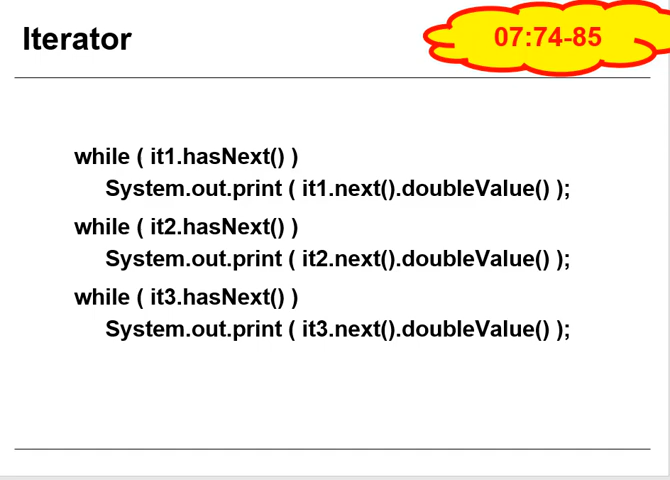 Iterator
07:74-85
while ( it1.hasNext() )
System.out.print ( it1.next().doubleValue() );
while ( it2.hasNext() )
System.out.print ( it2.next().doubleValue() );
while ( it3.hasNext() )
System.out.print ( it3.next().doubleValue() );